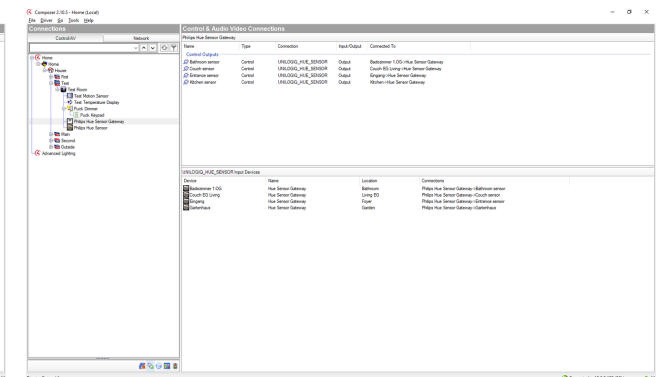 Composer 2.10.5 - Home (Local)
File Driver Go Tools Help
Connections
Control/AV Network
Home
Home
House
First
Test
Test Room
Test Motion Sensor
Test Temperature Display
Puck Dimmer
Puck Keypad
Philips Hue Sensor Gateway
Philips Hue Sensor
Main
Second
Outside
Advanced Lighting
Control & Audio Video Connections
Philips Hue Sensor Gateway
Name Type Connection Input/Output Connected To
Control Outputs
Bathroom sensor Control UNILOGIQ_HUE_SENSOR Output Badezimmer 1.OG->Hue Sensor Gateway
Couch sensor Control UNILOGIQ_HUE_SENSOR Output Couch EG Living->Hue Sensor Gateway
Entrance sensor Control UNILOGIQ_HUE_SENSOR Output Eingang->Hue Sensor Gateway
Kitchen sensor Control UNILOGIQ_HUE_SENSOR Output Kitchen->Hue Sensor Gateway
UNILOGIQ_HUE_SENSOR Input Devices
Device Name Location Connections
Badezimmer 1.OG Hue Sensor Gateway Bathroom Philips Hue Sensor Gateway->Bathroom sensor
Couch EG Living Hue Sensor Gateway Living EG Philips Hue Sensor Gateway->Couch sensor
Eingang Hue Sensor Gateway Foyer Philips Hue Sensor Gateway->Entrance sensor
Gartenhaus Hue Sensor Gateway Garden Philips Hue Sensor Gateway->Gartenhaus